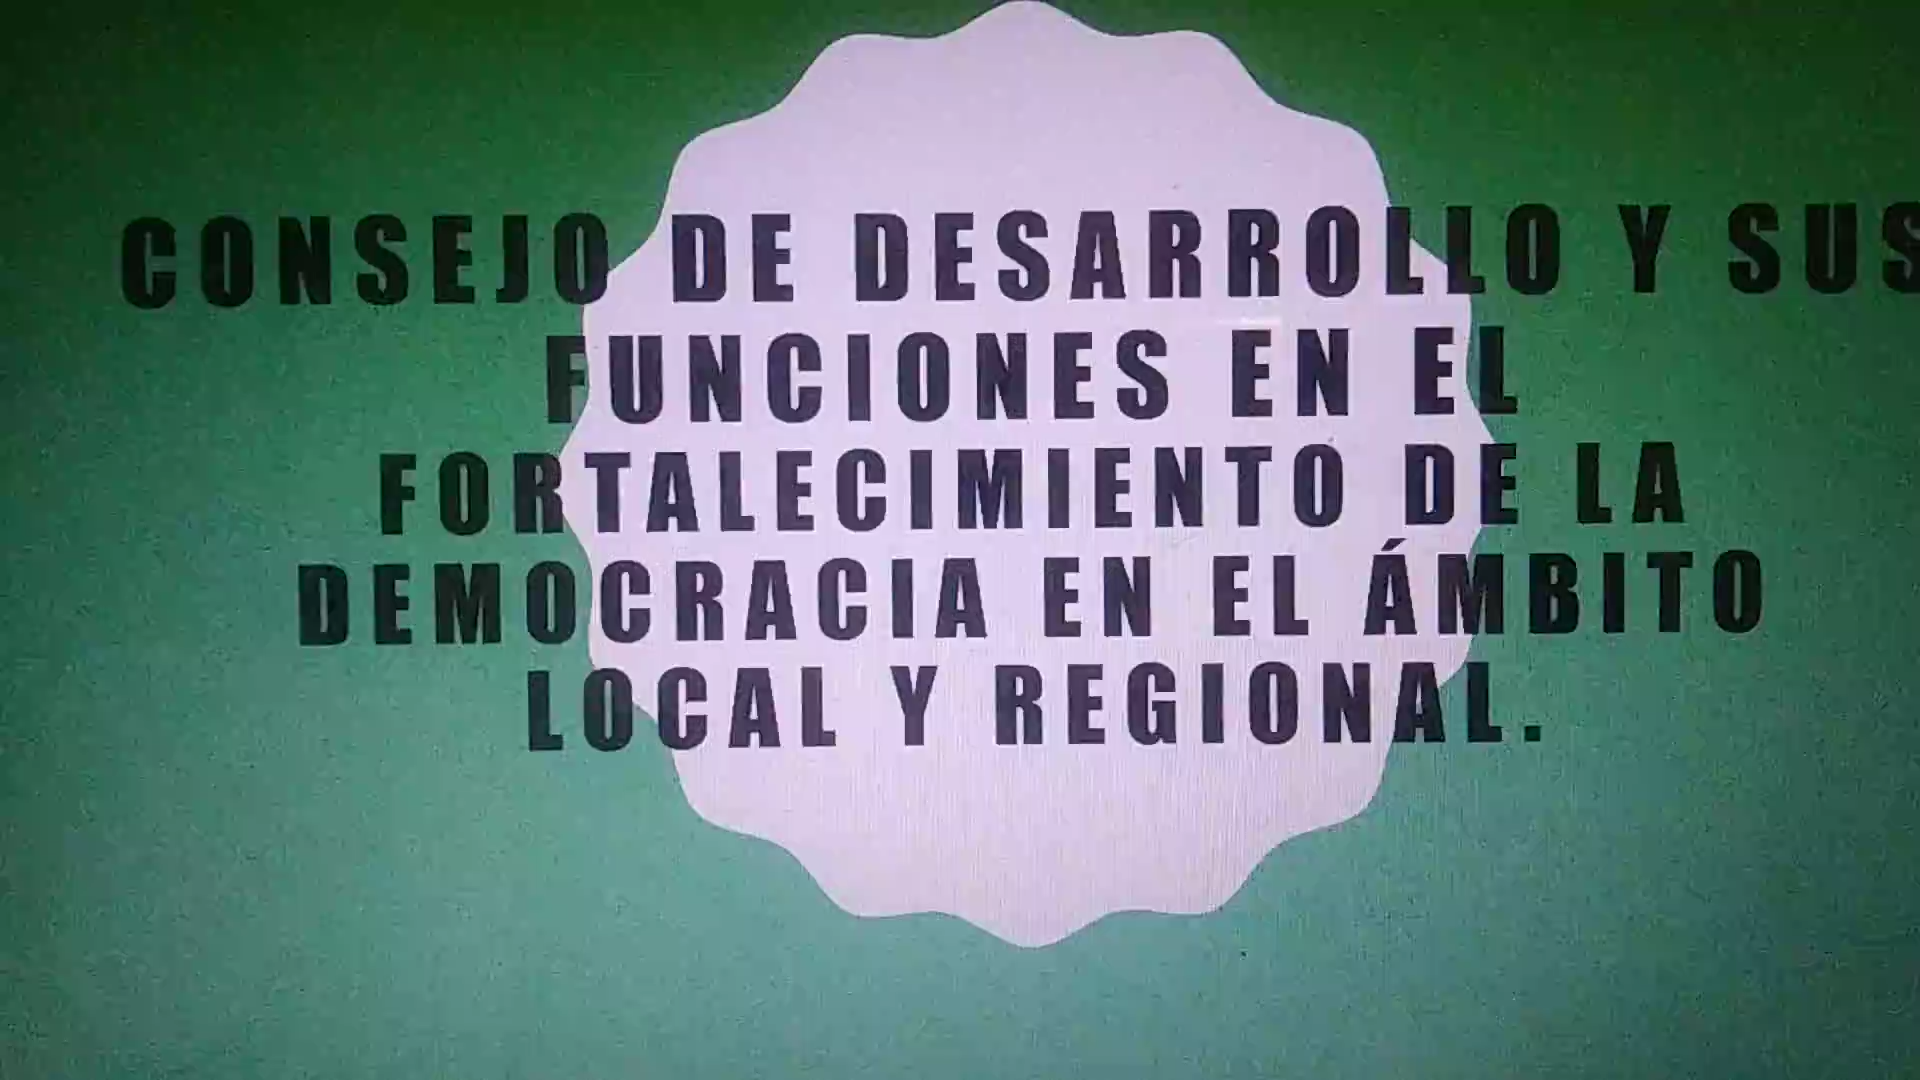 CONSEJO DE DESARROLLO Y SUS
FUNCIONES EN EL
FORTALECIMIENTO DE LA
DEMOCRACIA EN EL ÁMBITO
LOCAL Y REGIONAL.